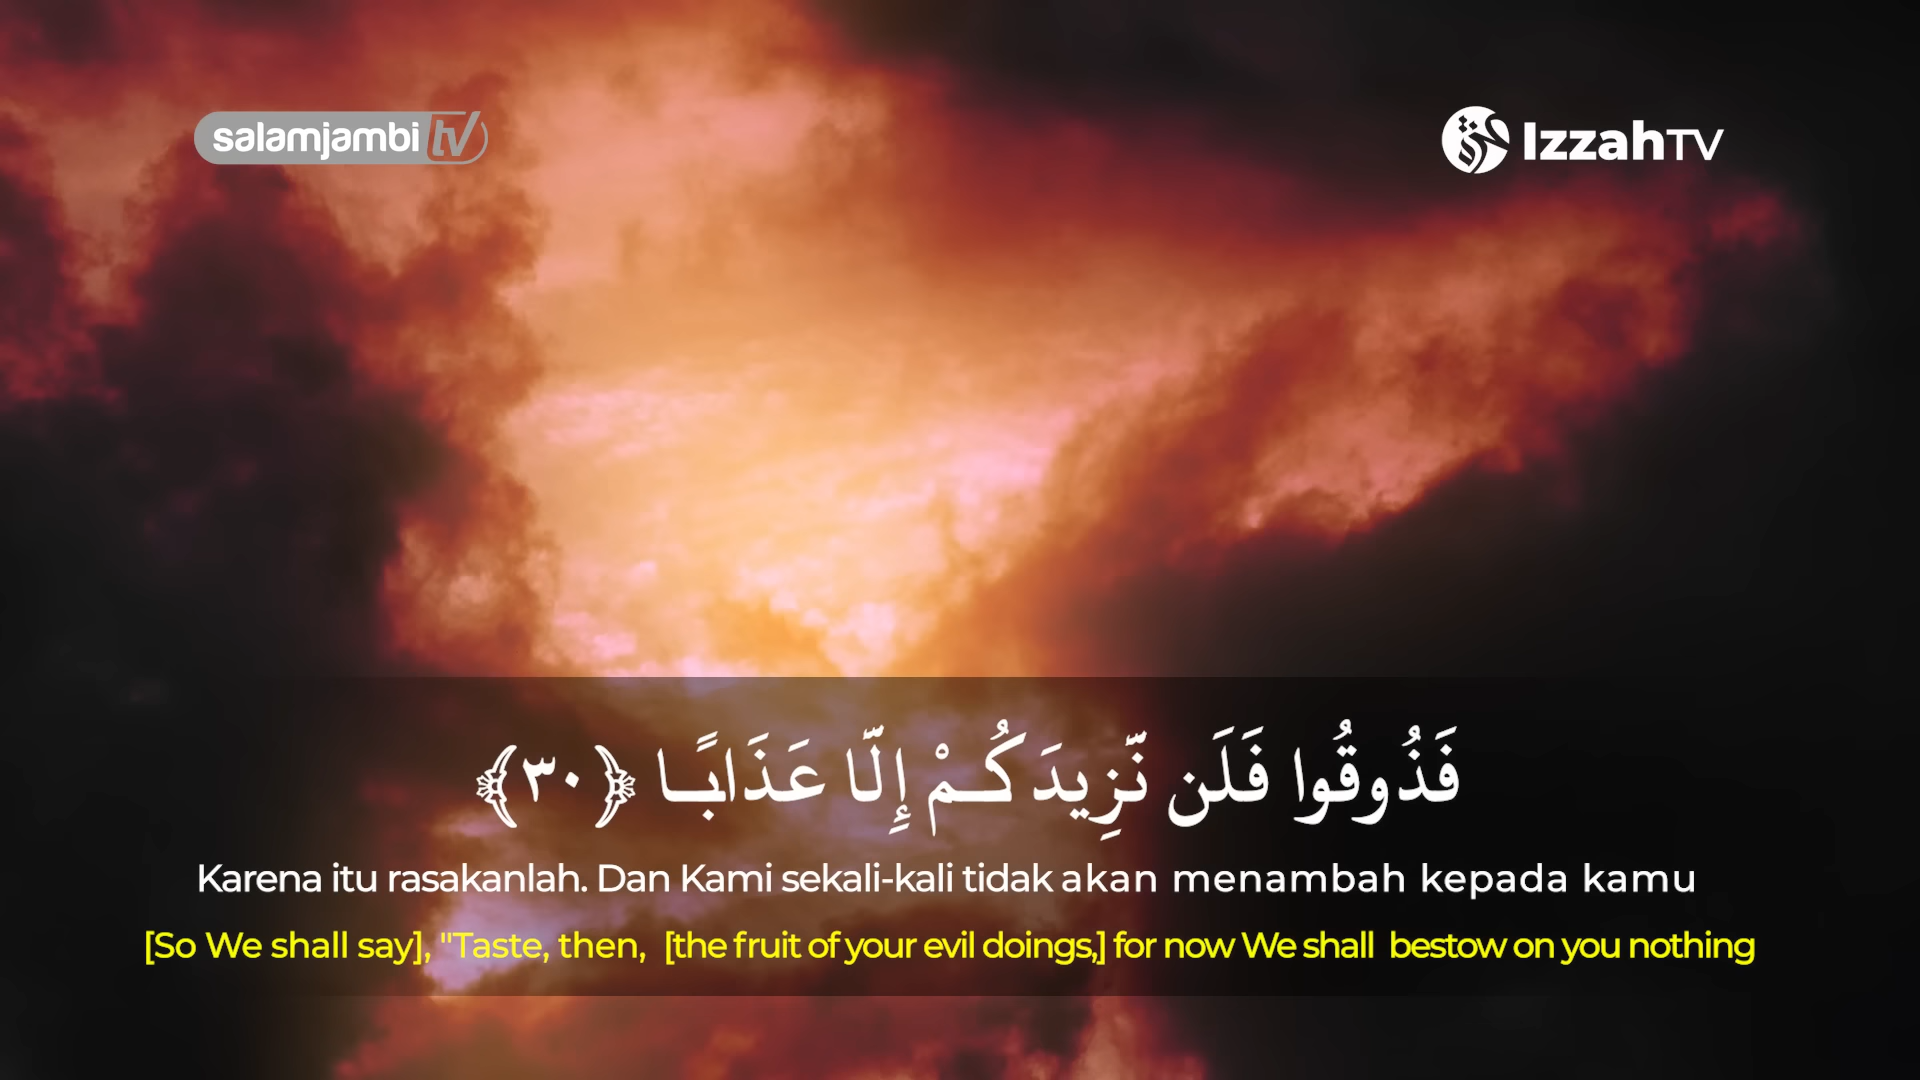 salamjambi tv
IzzahTV
فَذُوقُوا فَلَن نَّزِيدَكُمْ إِلَّا عَذَابًا ﴿٣٠﴾
Karena itu rasakanlah. Dan Kami sekali-kali tidak akan menambah kepada kamu
[So We shall say], "Taste, then, [the fruit of your evil doings,] for now We shall bestow on you nothing